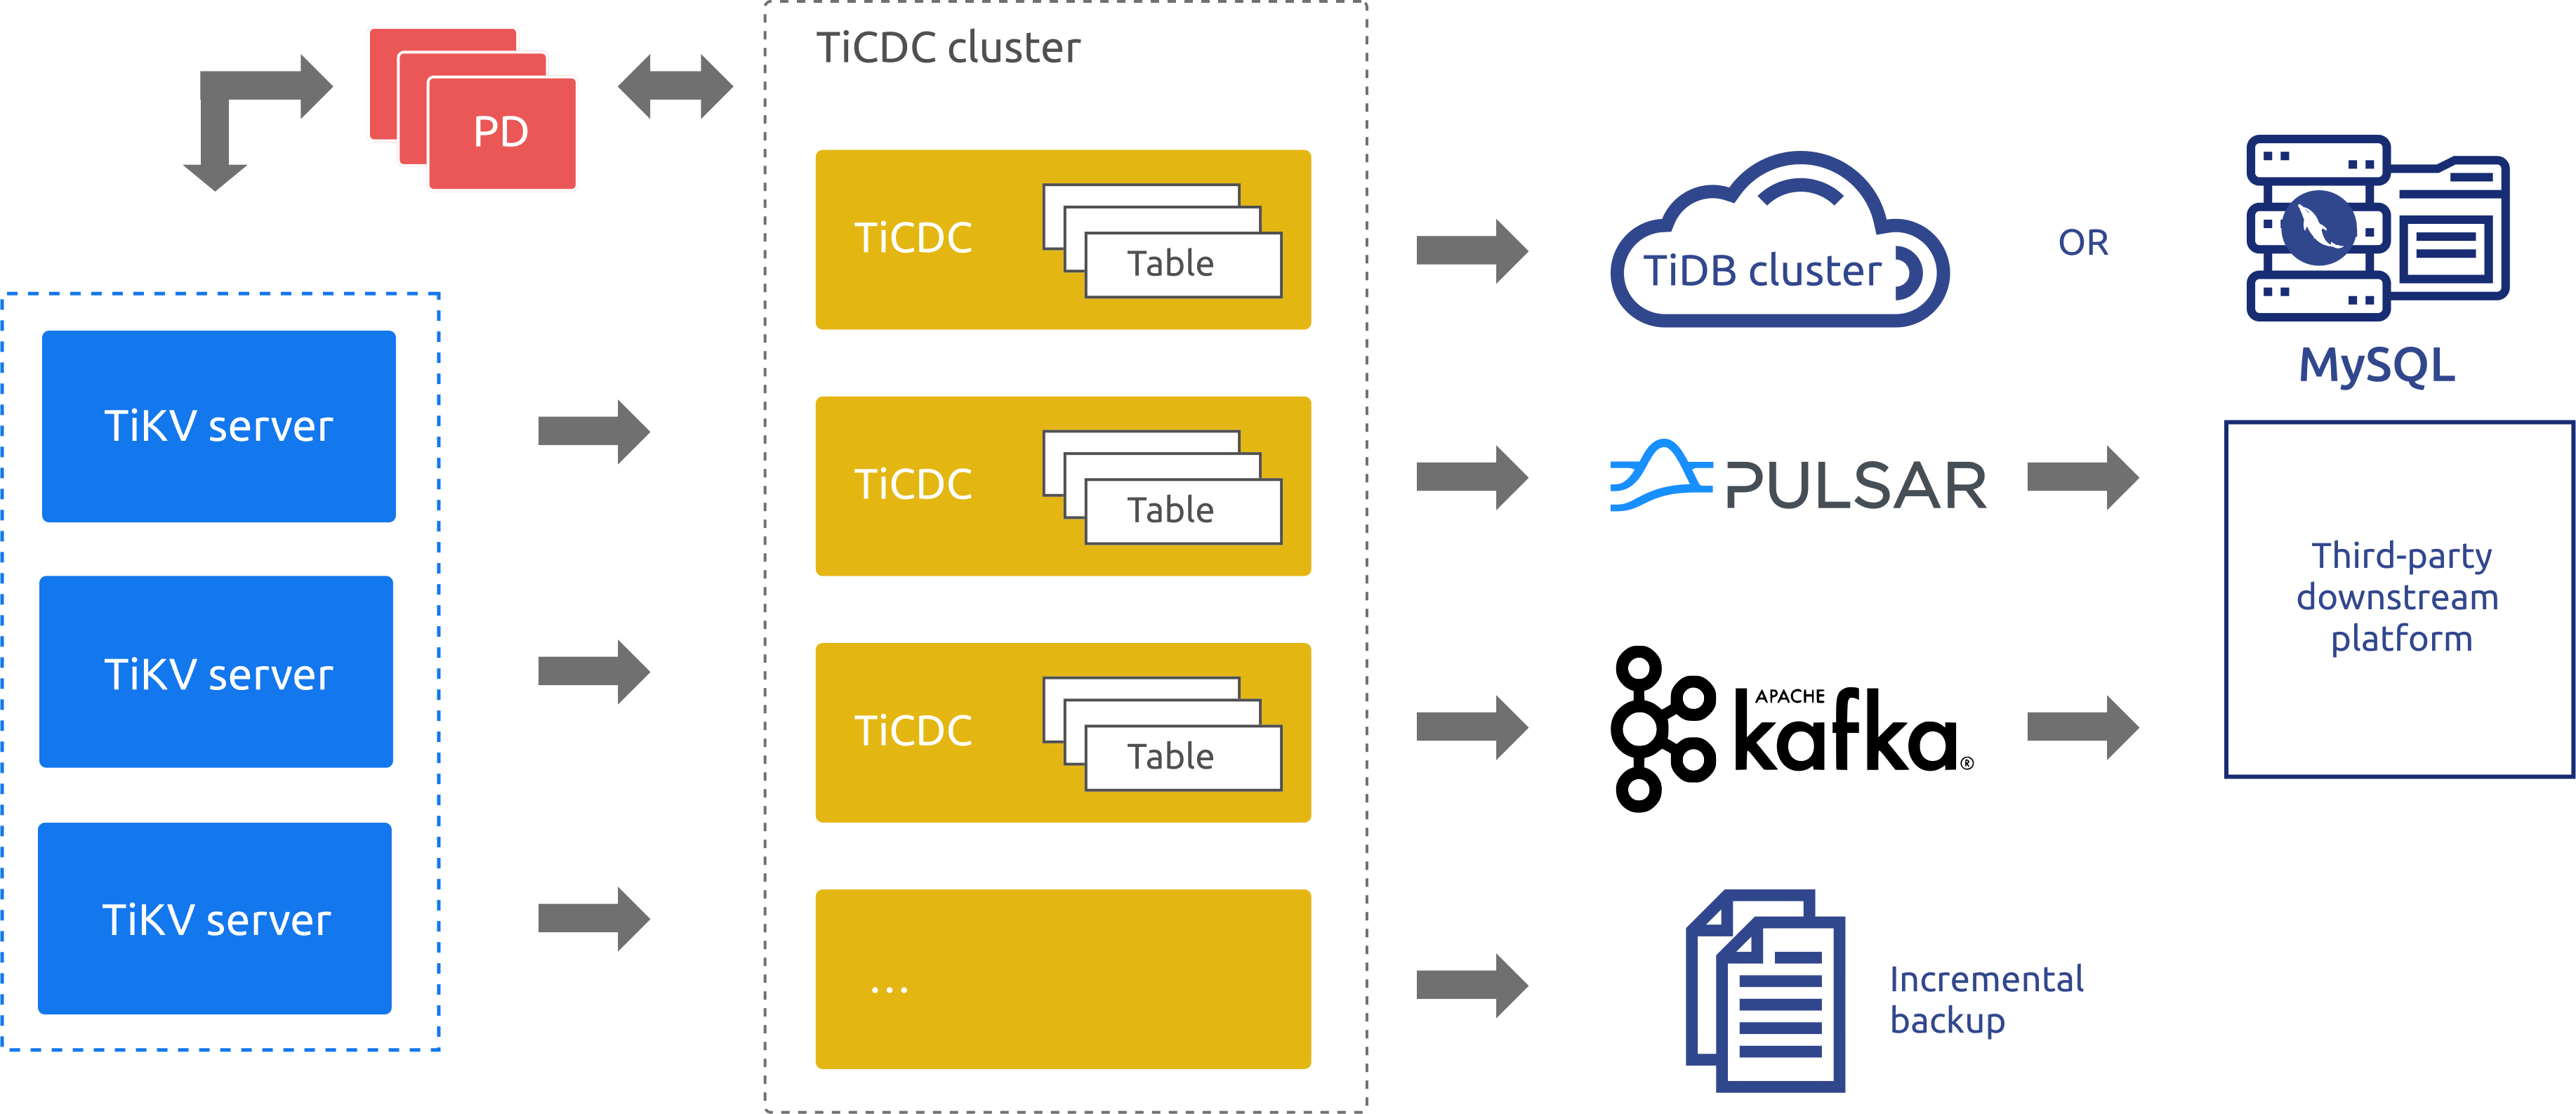 TiCDC cluster
PD
TiCDC
Table
TiDB cluster
OR
MySQL
TiKV server
TiCDC
Table
PULSAR
Third-party
downstream
platform
TiKV server
TiCDC
Table
APACHE
kafka®
TiKV server
...
Incremental
backup